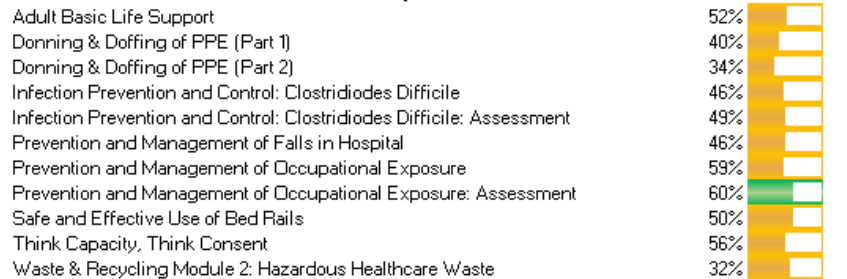 Adult Basic Life Support 52%
Donning & Doffing of PPE (Part 1) 40%
Donning & Doffing of PPE (Part 2) 34%
Infection Prevention and Control: Clostridiodes Difficile 46%
Infection Prevention and Control: Clostridiodes Difficile: Assessment 49%
Prevention and Management of Falls in Hospital 46%
Prevention and Management of Occupational Exposure 59%
Prevention and Management of Occupational Exposure: Assessment 60%
Safe and Effective Use of Bed Rails 50%
Think Capacity, Think Consent 56%
Waste & Recycling Module 2: Hazardous Healthcare Waste 32%